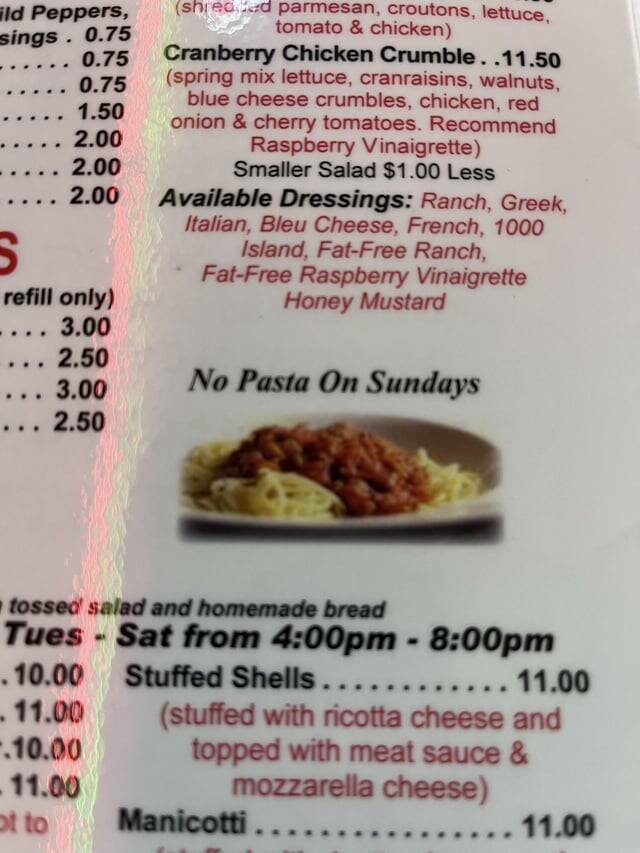 ild Peppers,
sings . 0.75
...... 0.75
..... 0.75
..... 1.50
..... 2.00
..... 2.00
.... 2.00
S
refill only)
.... 3.00
... 2.50
... 3.00
... 2.50
parmesan, croutons, lettuce,
tomato & chicken)
Cranberry Chicken Crumble . .11.50
(spring mix lettuce, cranraisins, walnuts,
blue cheese crumbles, chicken, red
onion & cherry tomatoes. Recommend
Raspberry Vinaigrette)
Smaller Salad $1.00 Less
Available Dressings: Ranch, Greek,
Italian, Bleu Cheese, French, 1000
Island, Fat-Free Ranch,
Fat-Free Raspberry Vinaigrette
Honey Mustard
No Pasta On Sundays
tossed salad and homemade bread
Tues - Sat from 4:00pm - 8:00pm
. 10.00
. 11.00
.10.00
. 11.00
ot to
Stuffed Shells ............ 11.00
(stuffed with ricotta cheese and
topped with meat sauce &
mozzarella cheese)
Manicotti ................ 11.00